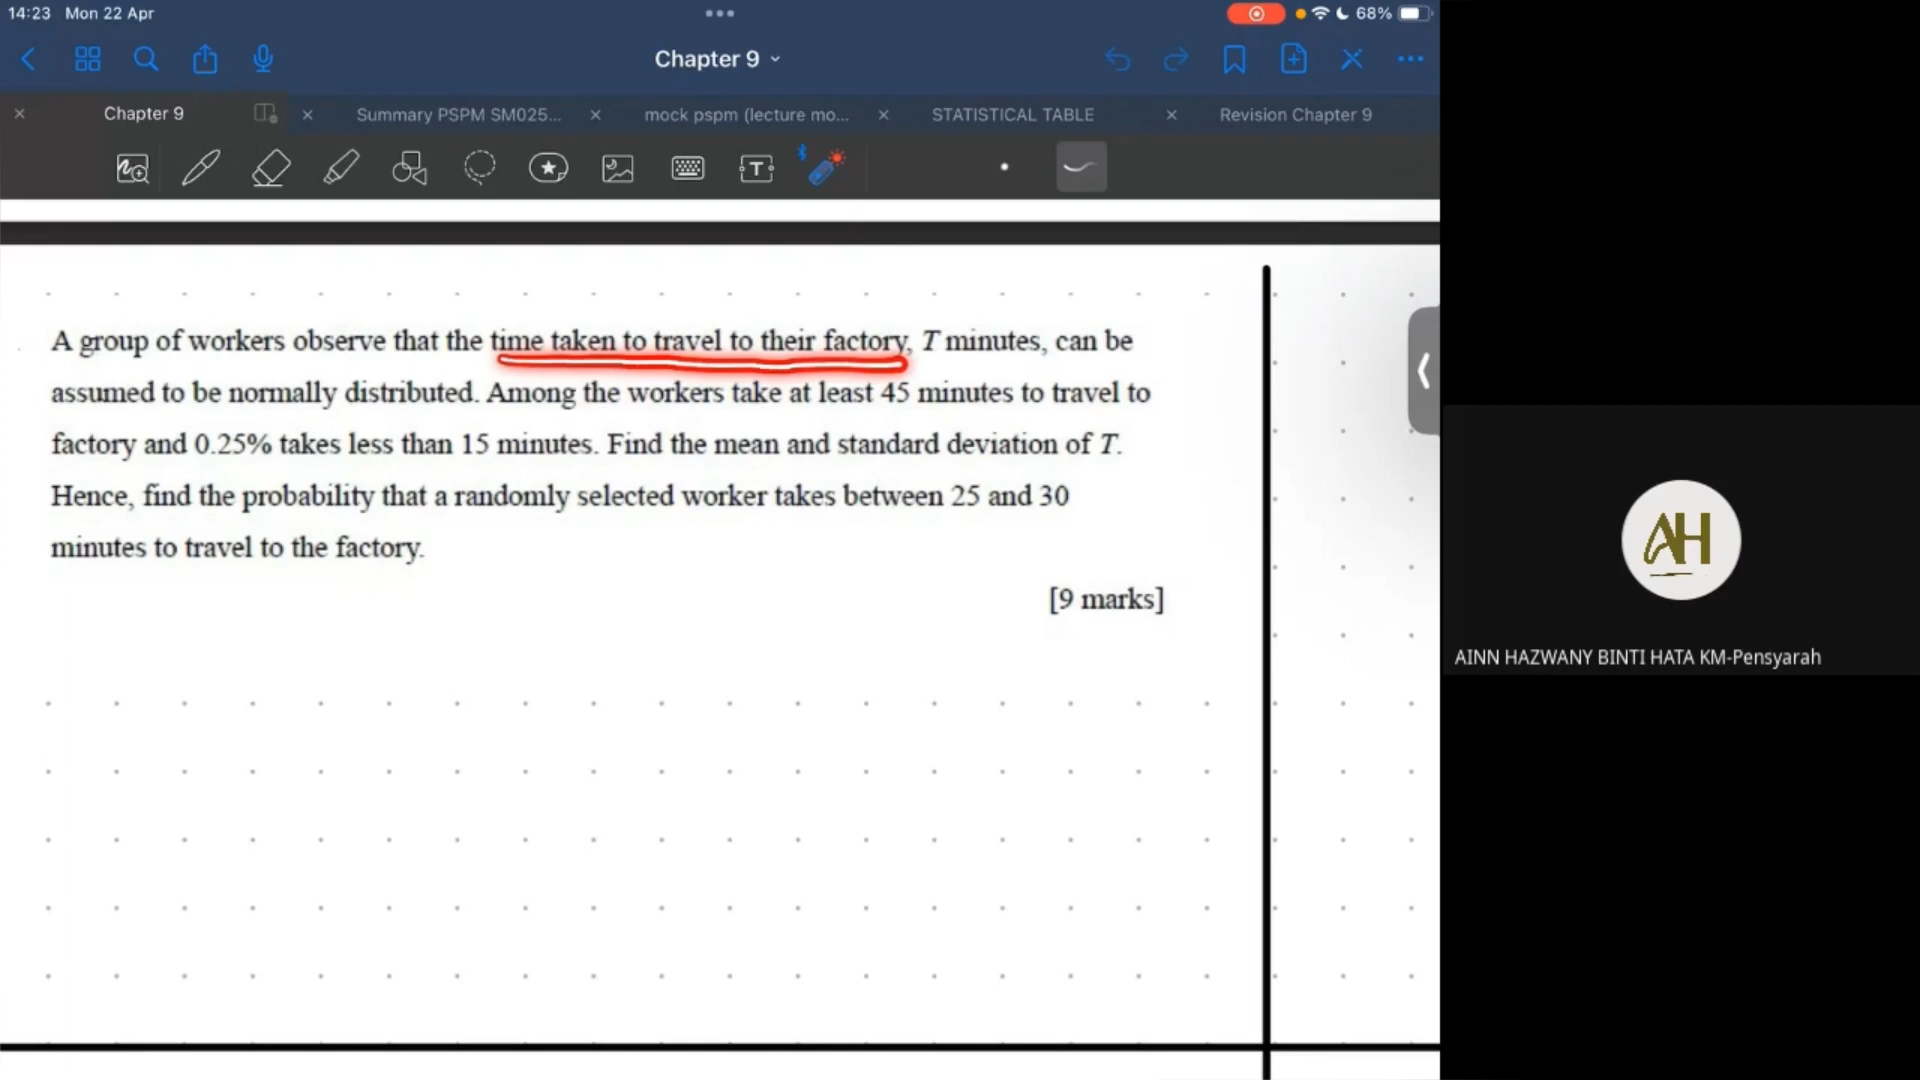 14:23 Mon 22 Apr
68%
Chapter 9
Chapter 9
Summary PSPM SM025...
mock pspm (lecture mo...
STATISTICAL TABLE
Revision Chapter 9
T
A group of workers observe that the time taken to travel to their factory, T minutes, can be
assumed to be normally distributed. Among the workers take at least 45 minutes to travel to
factory and 0.25% takes less than 15 minutes. Find the mean and standard deviation of T.
Hence, find the probability that a randomly selected worker takes between 25 and 30
minutes to travel to the factory.
[9 marks]
AH
AINN HAZWANY BINTI HATA KM-Pensyarah